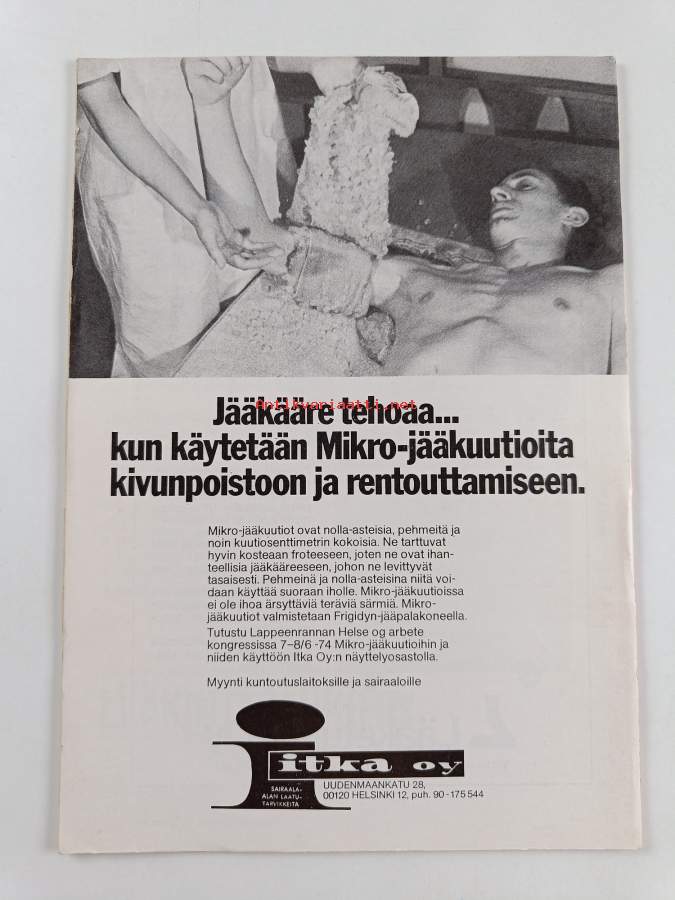 Jääkääre tehoaa...
Antikvariaatti.net
kun käytetään Mikro-jääkuutioita
kivunpoistoon ja rentouttamiseen.
Mikro-jääkuutiot ovat nolla-asteisia, pehmeitä ja
noin kuutiosenttimetrin kokoisia. Ne tarttuvat
hyvin kosteaan froteeseen, joten ne ovat ihan-
teellisia jääkääreeseen, johon ne levittyvät
tasaisesti. Pehmeinä ja nolla-asteisina niitä voi-
daan käyttää suoraan iholle. Mikro-jääkuutioissa
ei ole ihoa ärsyttäviä teräviä särmiä. Mikro-
jääkuutiot valmistetaan Frigidyn-jääpalakoneella.
Tutustu Lappeenrannan Helse og arbete
kongressissa 7–8/6 -74 Mikro-jääkuutioihin ja
niiden käyttöön Itka Oy:n näyttelyosastolla.
Myynti kuntoutuslaitoksille ja sairaaloille
itka oy
SAIRAALA-
ALAN LAATU-
TARVIKKEITA
UUDENMAANKATU 28,
00120 HELSINKI 12, puh. 90-175 544